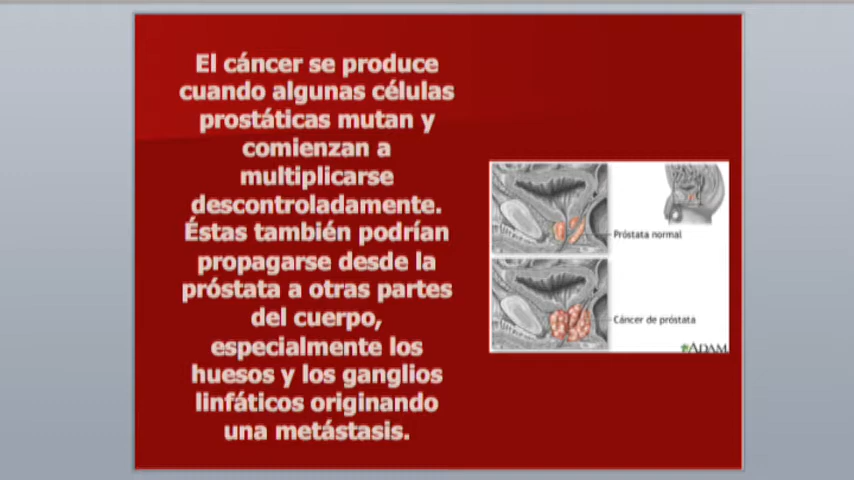 El cáncer se produce
cuando algunas células
prostáticas mutan y
comienzan a
multiplicarse
descontroladamente.
Éstas también podrían
propagarse desde la
próstata a otras partes
del cuerpo,
especialmente los
huesos y los ganglios
linfáticos originando
una metástasis.
Próstata normal
Cáncer de próstata
ADAM